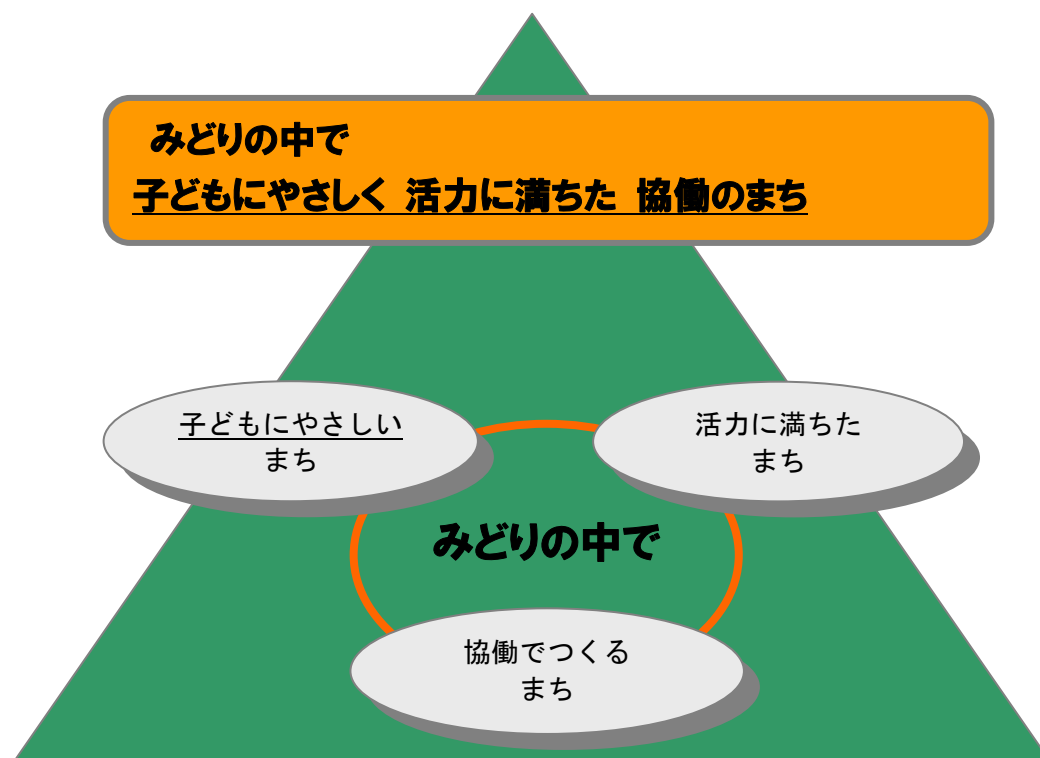 みどりの中で
子どもにやさしく 活力に満ちた 協働のまち
子どもにやさしい
まち
活力に満ちた
まち
みどりの中で
協働でつくる
まち